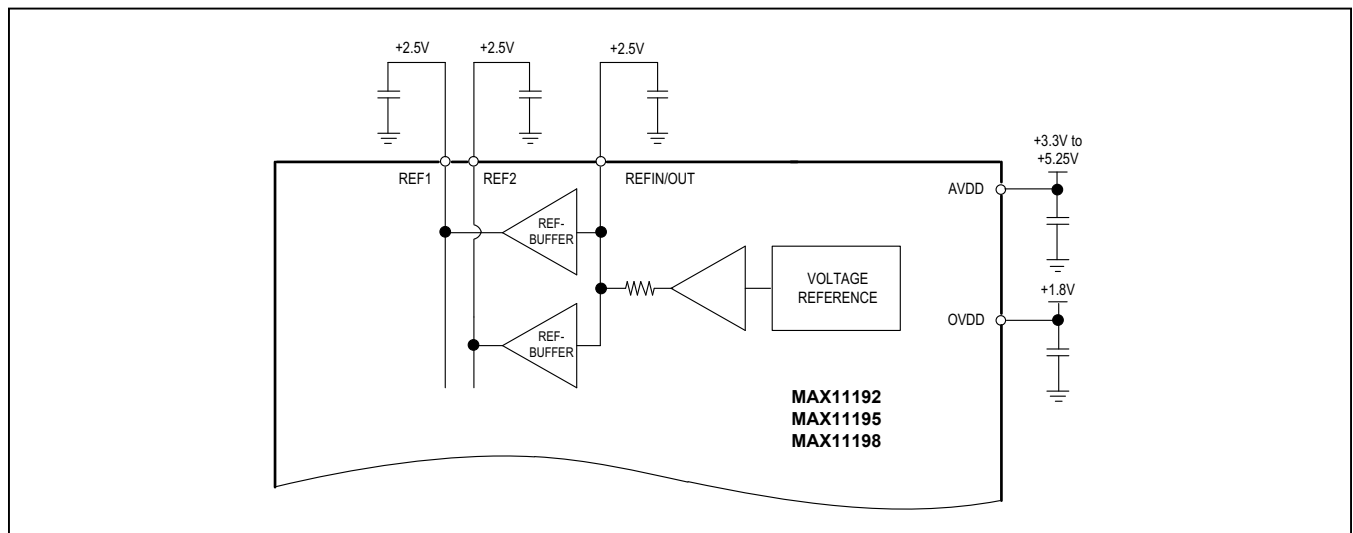 +2.5V
+2.5V
+2.5V
+3.3V to
+5.25V
REF1
REF2
REFIN/OUT
AVDD
REF-
BUFFER
VOLTAGE
REFERENCE
+1.8V
OVDD
REF-
BUFFER
MAX11192
MAX11195
MAX11198